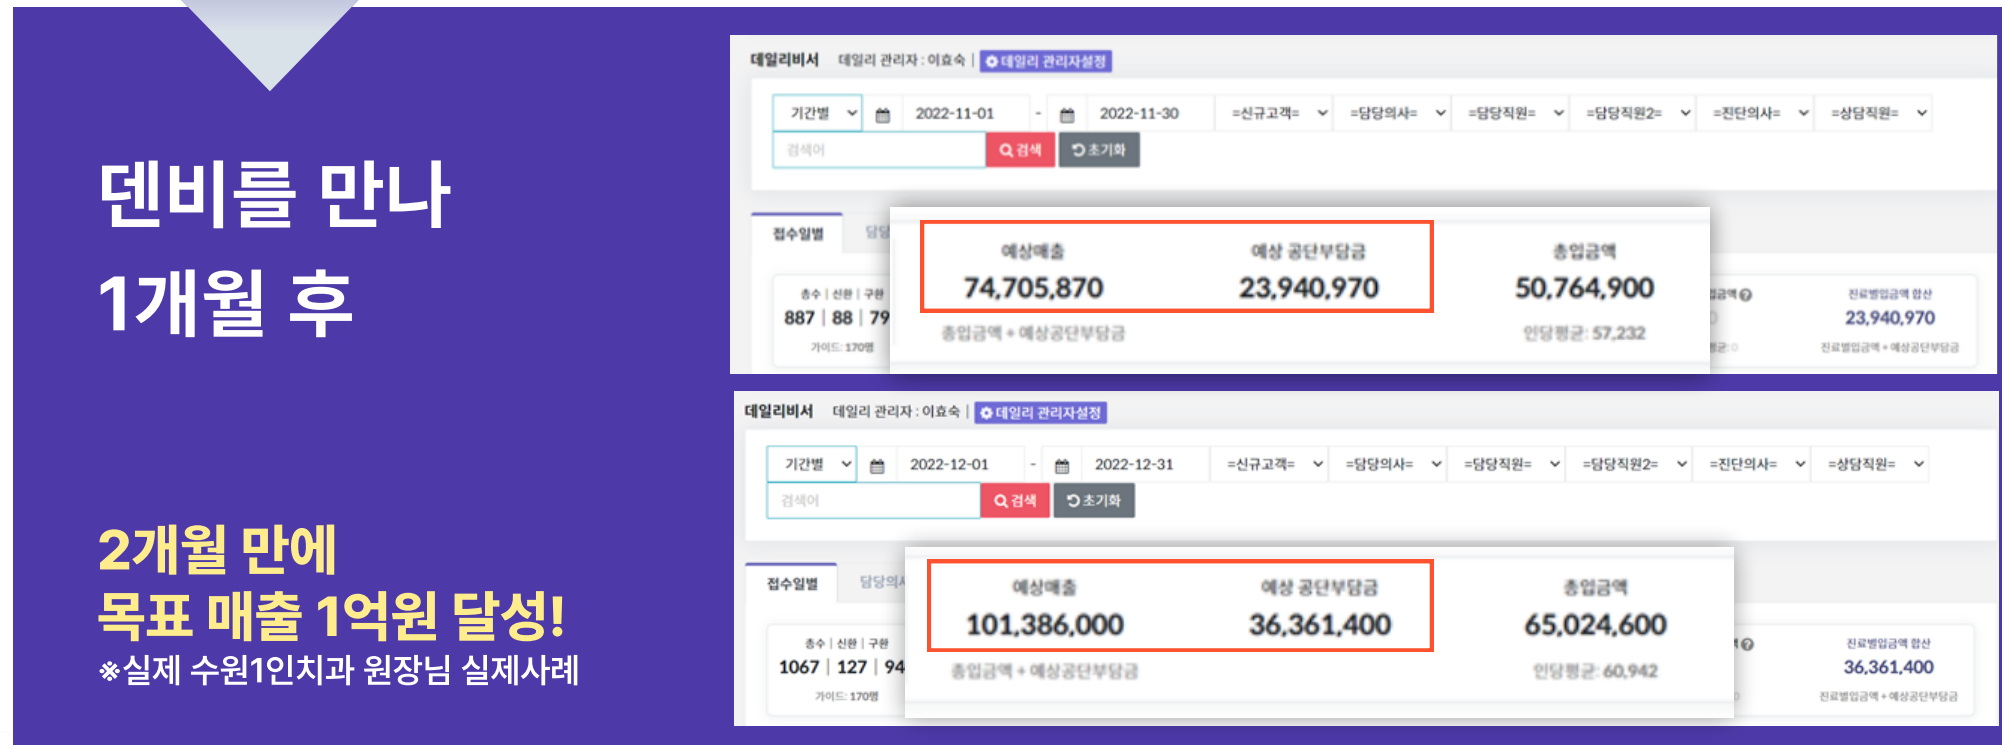 덴비를 만나
1개월 후
2개월 만에
목표 매출 1억원 달성!
※실제 수원1인치과 원장님 실제사례
데일리비서 데일리 관리자 : 이효숙 | 데일리 관리자설정
기간별 2022-11-01 - 2022-11-30 =신규고객= =담당의사= =담당직원= =담당직원2= =진단의사= =상담직원=
검색어 검색 초기화
접수일별 담당
예상매출 예상 공단부담금 총입금액
74,705,870 23,940,970 50,764,900
총입금액 + 예상공단부담금 인당평균: 57,232
총수 | 신환 | 구환
887 | 88 | 79
가이드: 170명
입금액 진료별입금액 합산
23,940,970
진료별입금액 + 예상공단부담금
데일리비서 데일리 관리자 : 이효숙 | 데일리 관리자설정
기간별 2022-12-01 - 2022-12-31 =신규고객= =담당의사= =담당직원= =담당직원2= =진단의사= =상담직원=
검색어 검색 초기화
접수일별 담당의사
예상매출 예상 공단부담금 총입금액
101,386,000 36,361,400 65,024,600
총입금액 + 예상공단부담금 인당평균: 60,942
총수 | 신환 | 구환
1067 | 127 | 94
가이드: 170명
진료별입금액 합산
36,361,400
진료별입금액 + 예상공단부담금